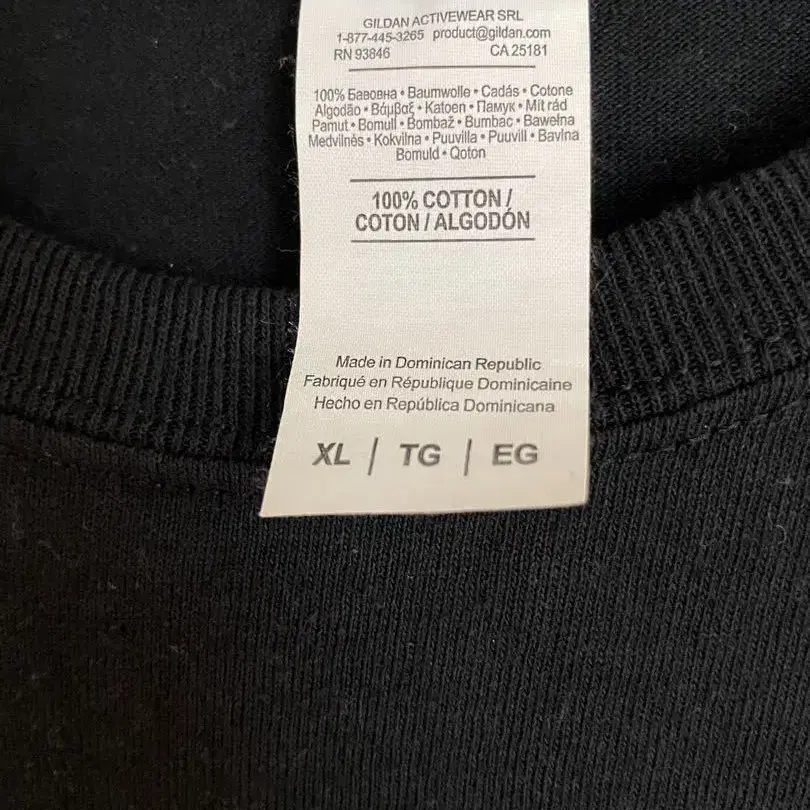 GILDAN ACTIVEWEAR SRL
1-877-445-3265 product@gildan.com
RN 93846 CA 25181
100% Бавовна • Baumwolle • Cadás • Cotone
Algodão • Βάμβαξ • Katoen • Памук • Mit rád
Pamut • Bomull • Bombaž • Bumbac • Bawełna
Medvilnės • Kokvilna • Puuvilla • Puuvill • Bavlna
Bomuld • Qoton
100% COTTON /
COTON / ALGODÓN
Made in Dominican Republic
Fabriqué en République Dominicaine
Hecho en República Dominicana
XL | TG | EG